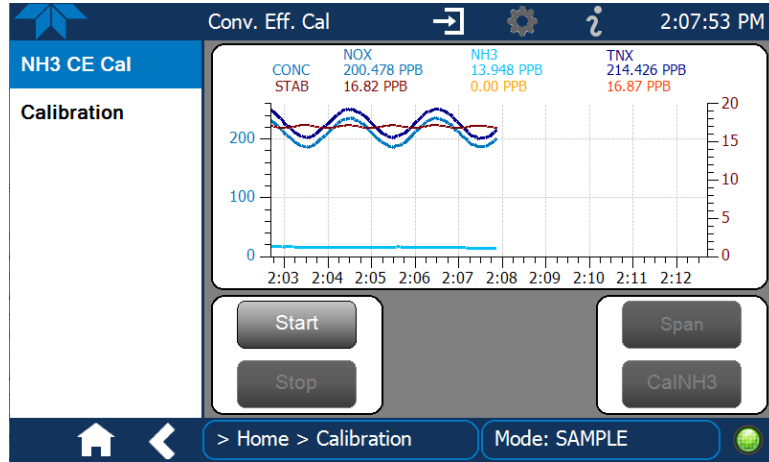 Conv. Eff. Cal
2:07:53 PM
NH3 CE Cal
Calibration
NOX NH3 TNX
CONC 200.478 PPB 13.948 PPB 214.426 PPB
STAB 16.82 PPB 0.00 PPB 16.87 PPB
20
200
15
10
100
5
0 0
2:03 2:04 2:05 2:06 2:07 2:08 2:09 2:10 2:11 2:12
Start
Span
Stop
CalNH3
> Home > Calibration
Mode: SAMPLE